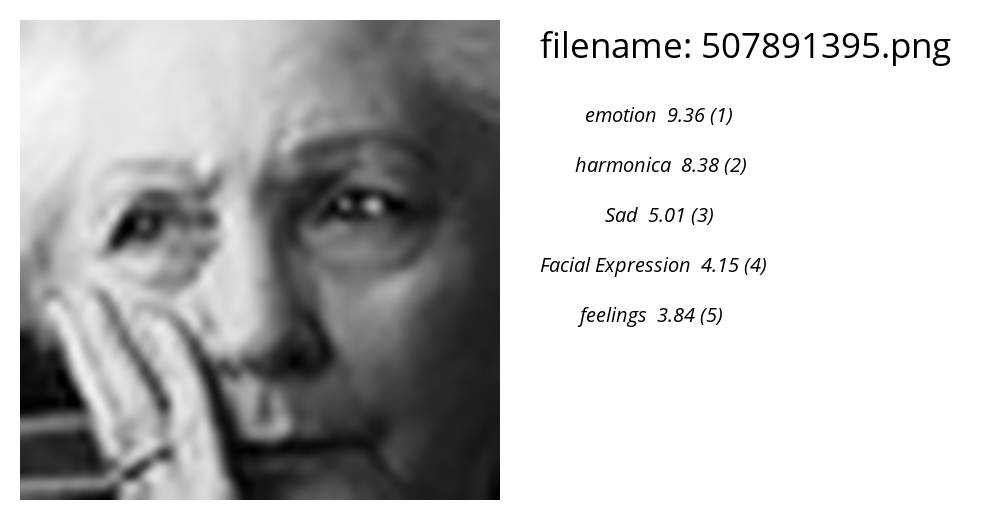 filename: 507891395.png
emotion 9.36 (1)
harmonica 8.38 (2)
Sad 5.01 (3)
Facial Expression 4.15 (4)
feelings 3.84 (5)